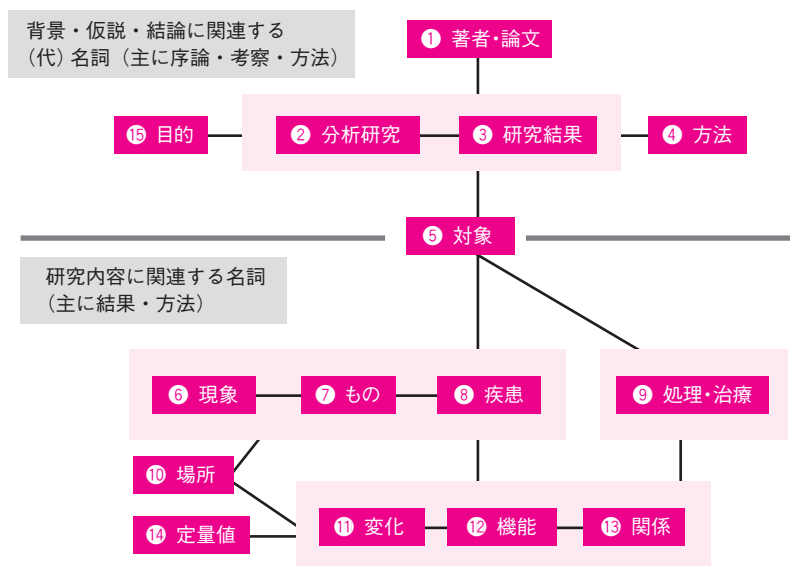 背景・仮説・結論に関連する
（代）名詞（主に序論・考察・方法）
❶ 著者・論文
⓯ 目的
❷ 分析研究
❸ 研究結果
❹ 方法
❺ 対象
研究内容に関連する名詞
（主に結果・方法）
❻ 現象
❼ もの
❽ 疾患
❾ 処理・治療
❿ 場所
⓫ 変化
⓬ 機能
⓭ 関係
⓮ 定量値